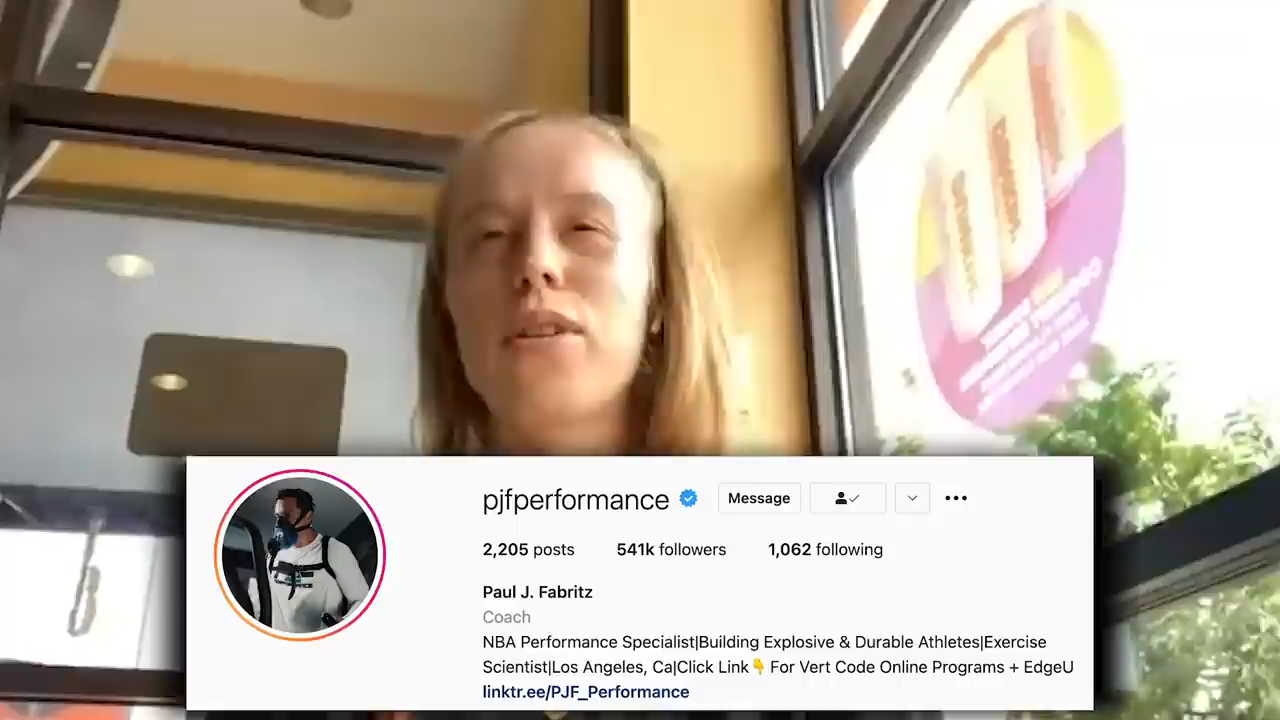 pjfperformance
Message
2,205 posts 541k followers 1,062 following
Paul J. Fabritz
Coach
NBA Performance Specialist|Building Explosive & Durable Athletes|Exercise
Scientist|Los Angeles, Ca|Click Link👇 For Vert Code Online Programs + EdgeU
linktr.ee/PJF_Performance